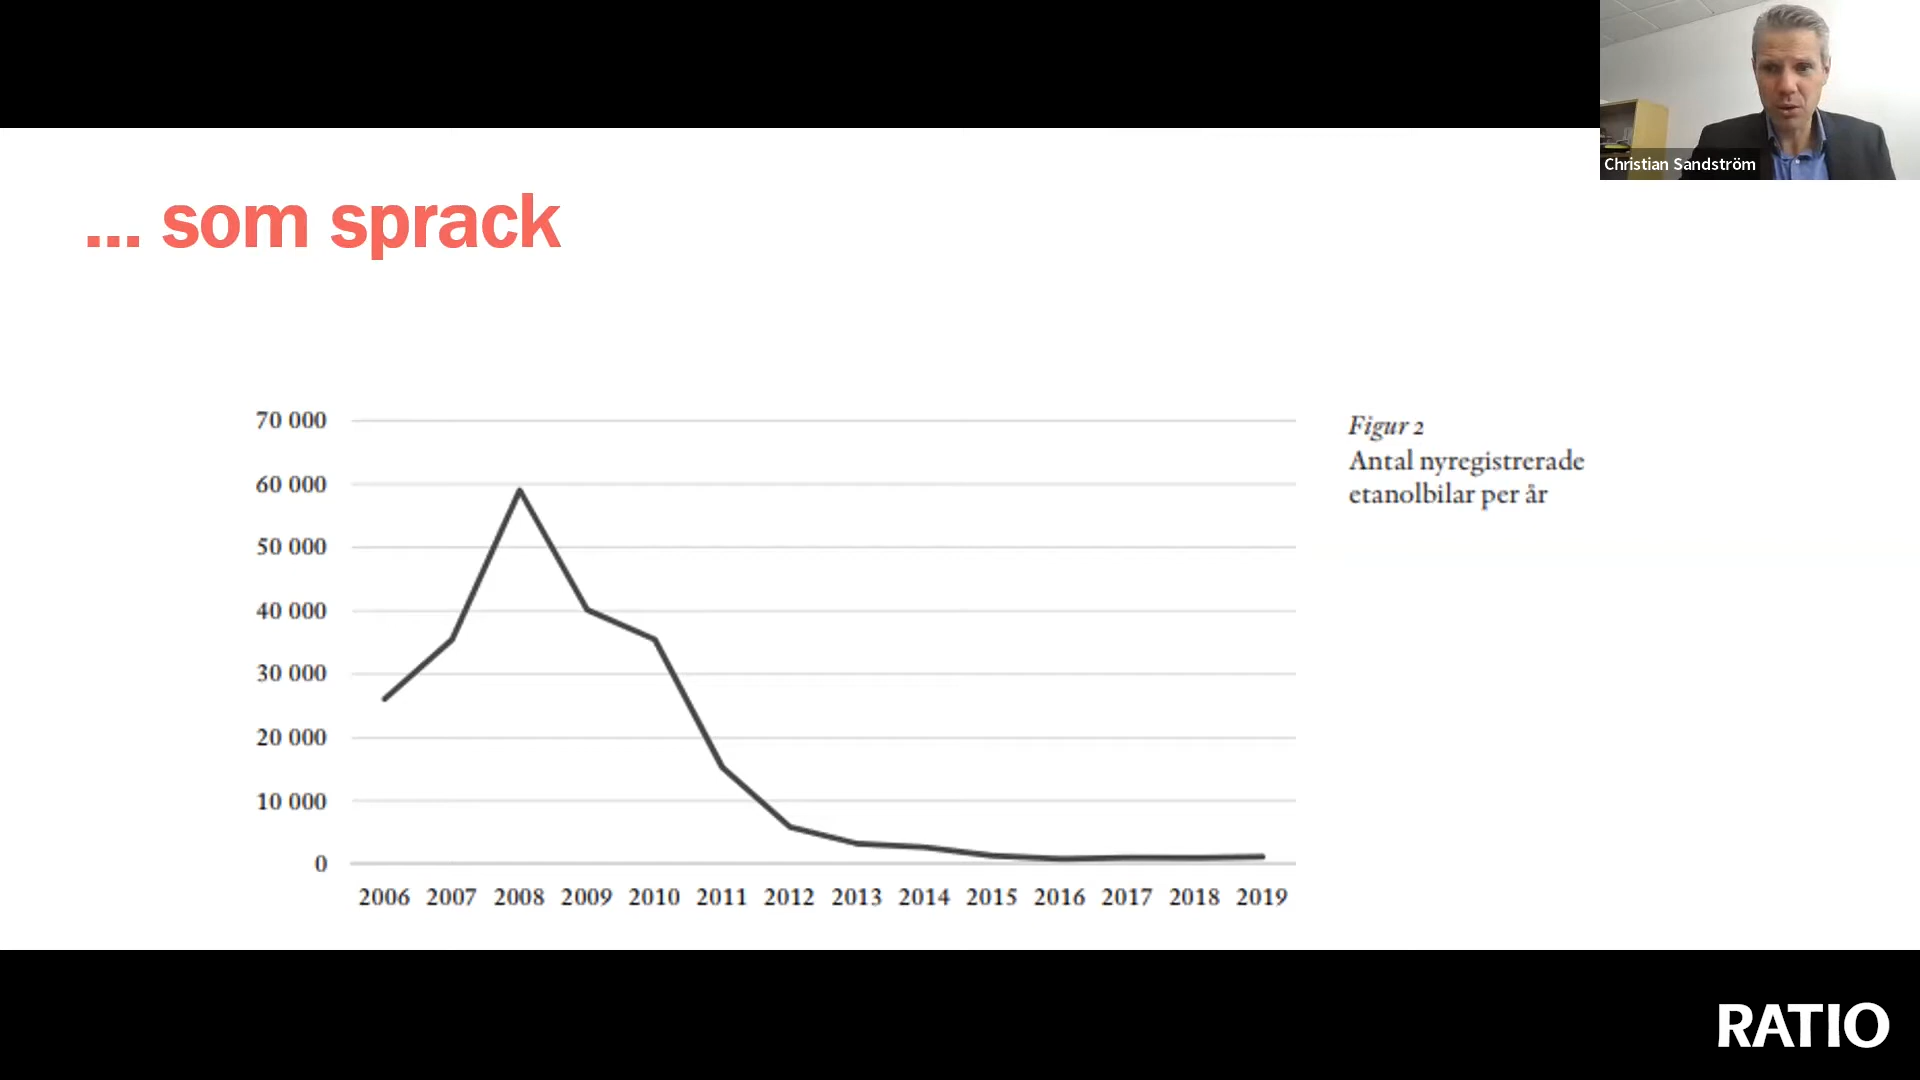 Christian Sandström
... som sprack
70 000
60 000
50 000
40 000
30 000
20 000
10 000
0
2006 2007 2008 2009 2010 2011 2012 2013 2014 2015 2016 2017 2018 2019
Figur 2
Antal nyregistrerade
etanolbilar per år
RATIO